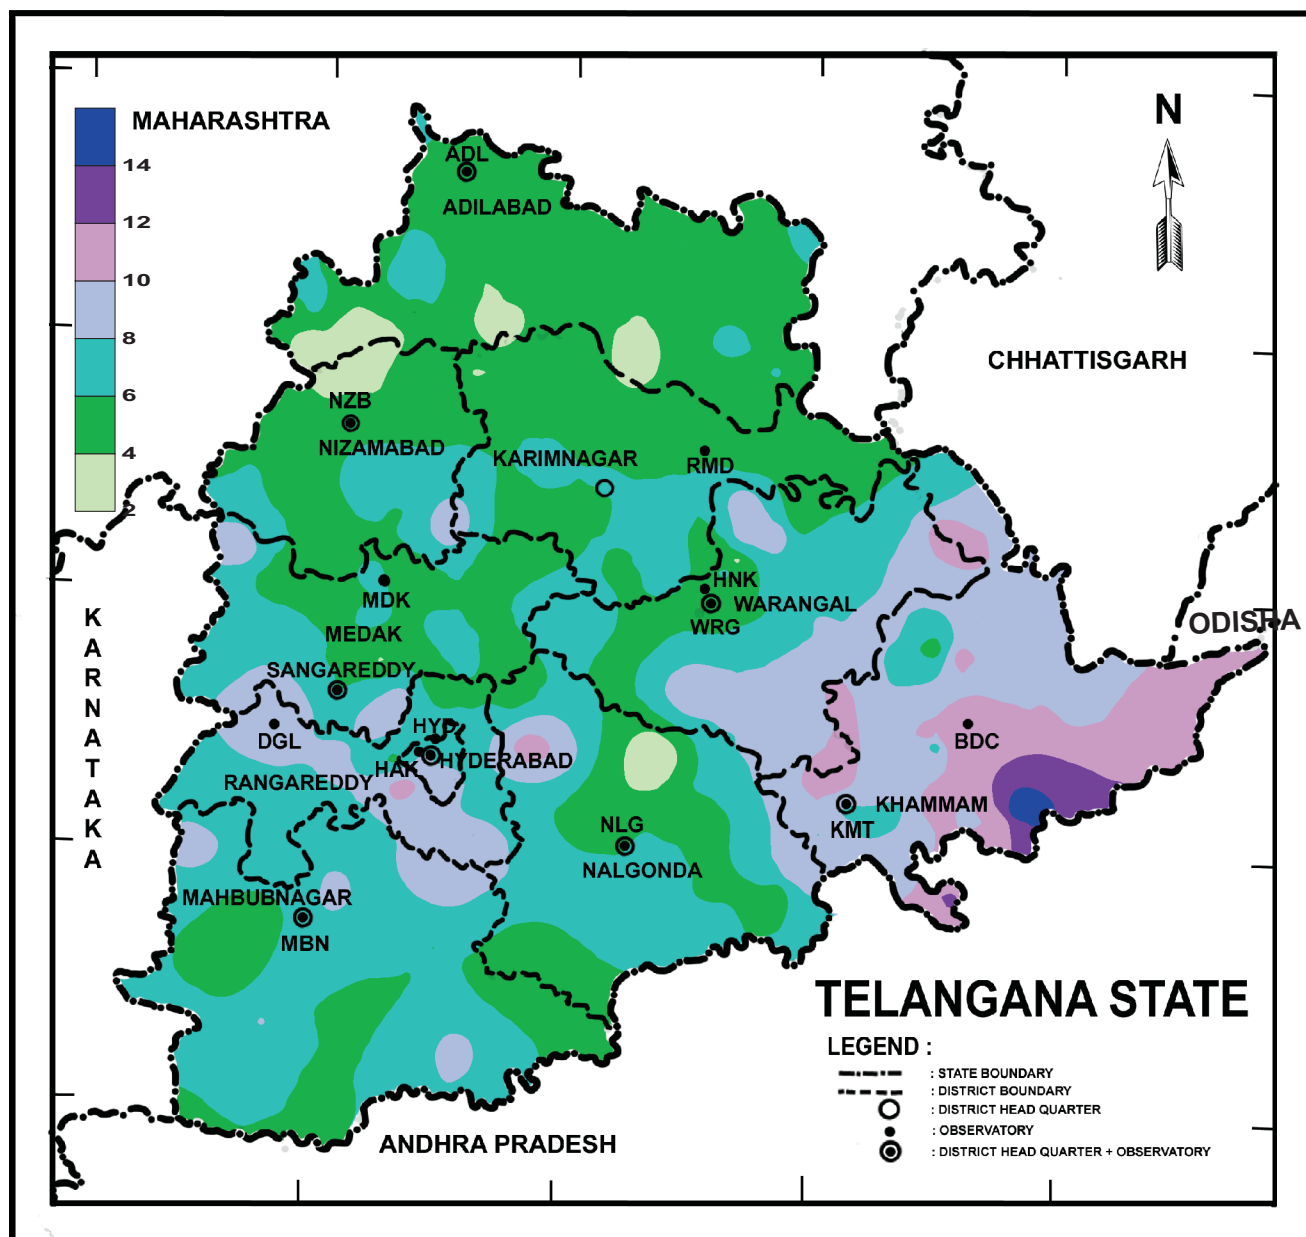 N
MAHARASHTRA
14
12
10
8
6
4
2
ADL
ADILABAD
CHHATTISGARH
NZB
NIZAMABAD
KARIMNAGAR
RMD
HNK
MDK
WARANGAL
WRG
MEDAK
KARNATAKA
ODISHA
SANGAREDDY
DGL
HYD
HAK
HYDERABAD
RANGAREDDY
BDC
KHAMMAM
KMT
NLG
NALGONDA
MAHBUBNAGAR
MBN
TELANGANA STATE
LEGEND :
: STATE BOUNDARY
: DISTRICT BOUNDARY
: DISTRICT HEAD QUARTER
: OBSERVATORY
: DISTRICT HEAD QUARTER + OBSERVATORY
ANDHRA PRADESH